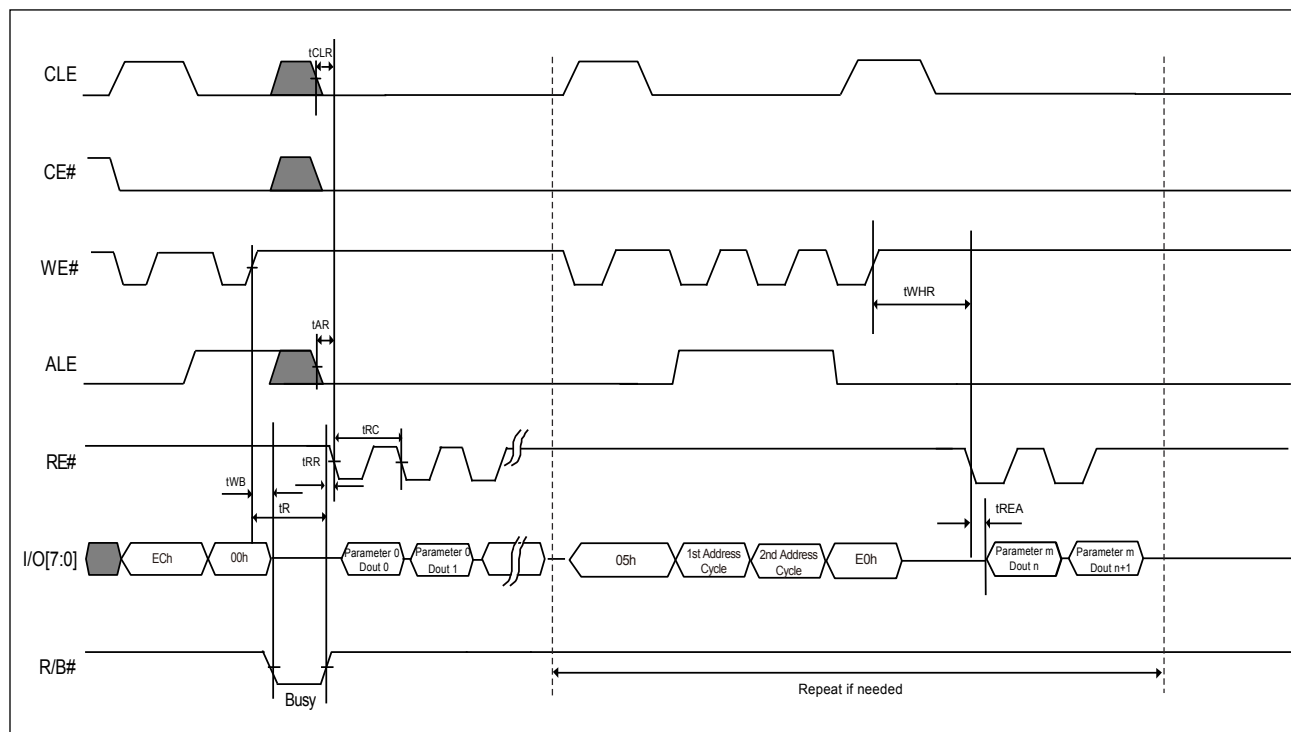 tCLR
CLE
CE#
WE#
tWHR
tAR
ALE
tRC
RE#
tRR
tWB
tR
tREA
I/O[7:0]
ECh
00h
Parameter 0
Dout 0
Parameter 0
Dout 1
05h
1st Address
Cycle
2nd Address
Cycle
E0h
Parameter m
Dout n
Parameter m
Dout n+1
R/B#
Busy
Repeat if needed